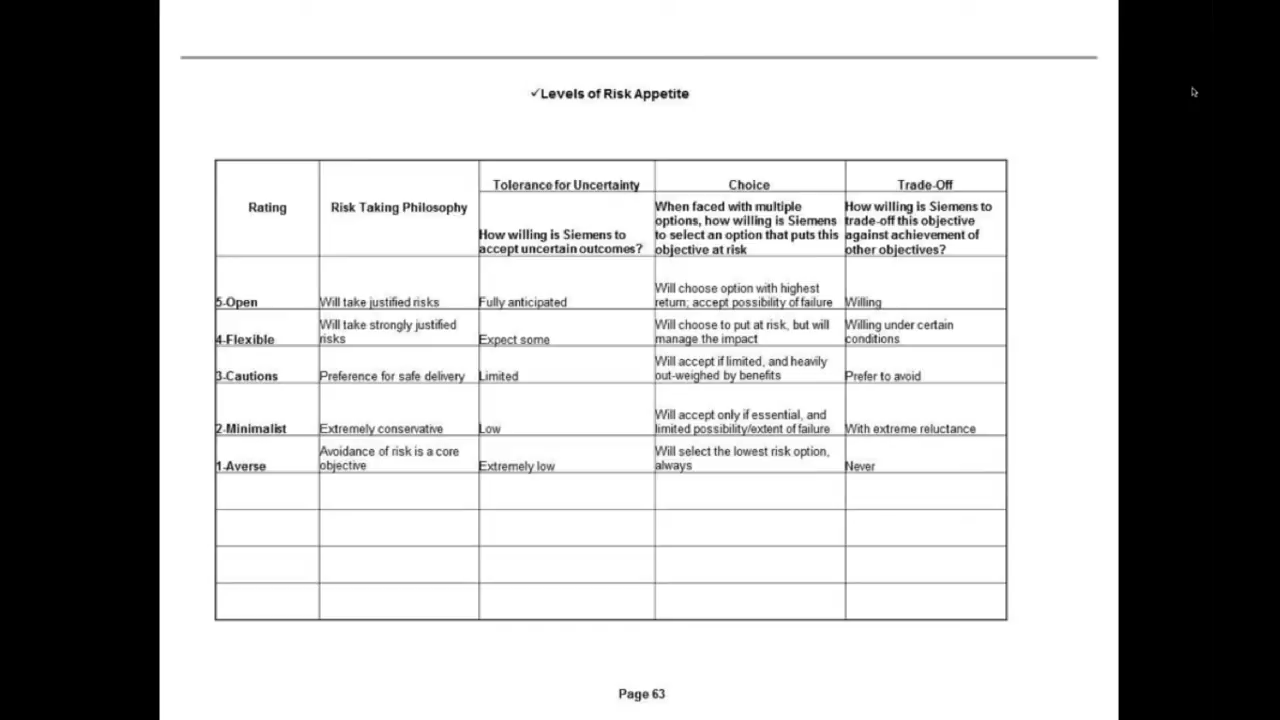 ✓Levels of Risk Appetite
Rating
Risk Taking Philosophy
Tolerance for Uncertainty
Choice
Trade-Off
How willing is Siemens to
accept uncertain outcomes?
When faced with multiple
options, how willing is Siemens
to select an option that puts this
objective at risk
How willing is Siemens to
trade-off this objective
against achievement of
other objectives?
5-Open
Will take justified risks
Fully anticipated
Will choose option with highest
return; accept possibility of failure
Willing
4-Flexible
Will take strongly justified
risks
Expect some
Will choose to put at risk, but will
manage the impact
Willing under certain
conditions
3-Cautions
Preference for safe delivery
Limited
Will accept if limited, and heavily
out-weighed by benefits
Prefer to avoid
2-Minimalist
Extremely conservative
Low
Will accept only if essential, and
limited possibility/extent of failure
With extreme reluctance
1-Averse
Avoidance of risk is a core
objective
Extremely low
Will select the lowest risk option,
always
Never
Page 63